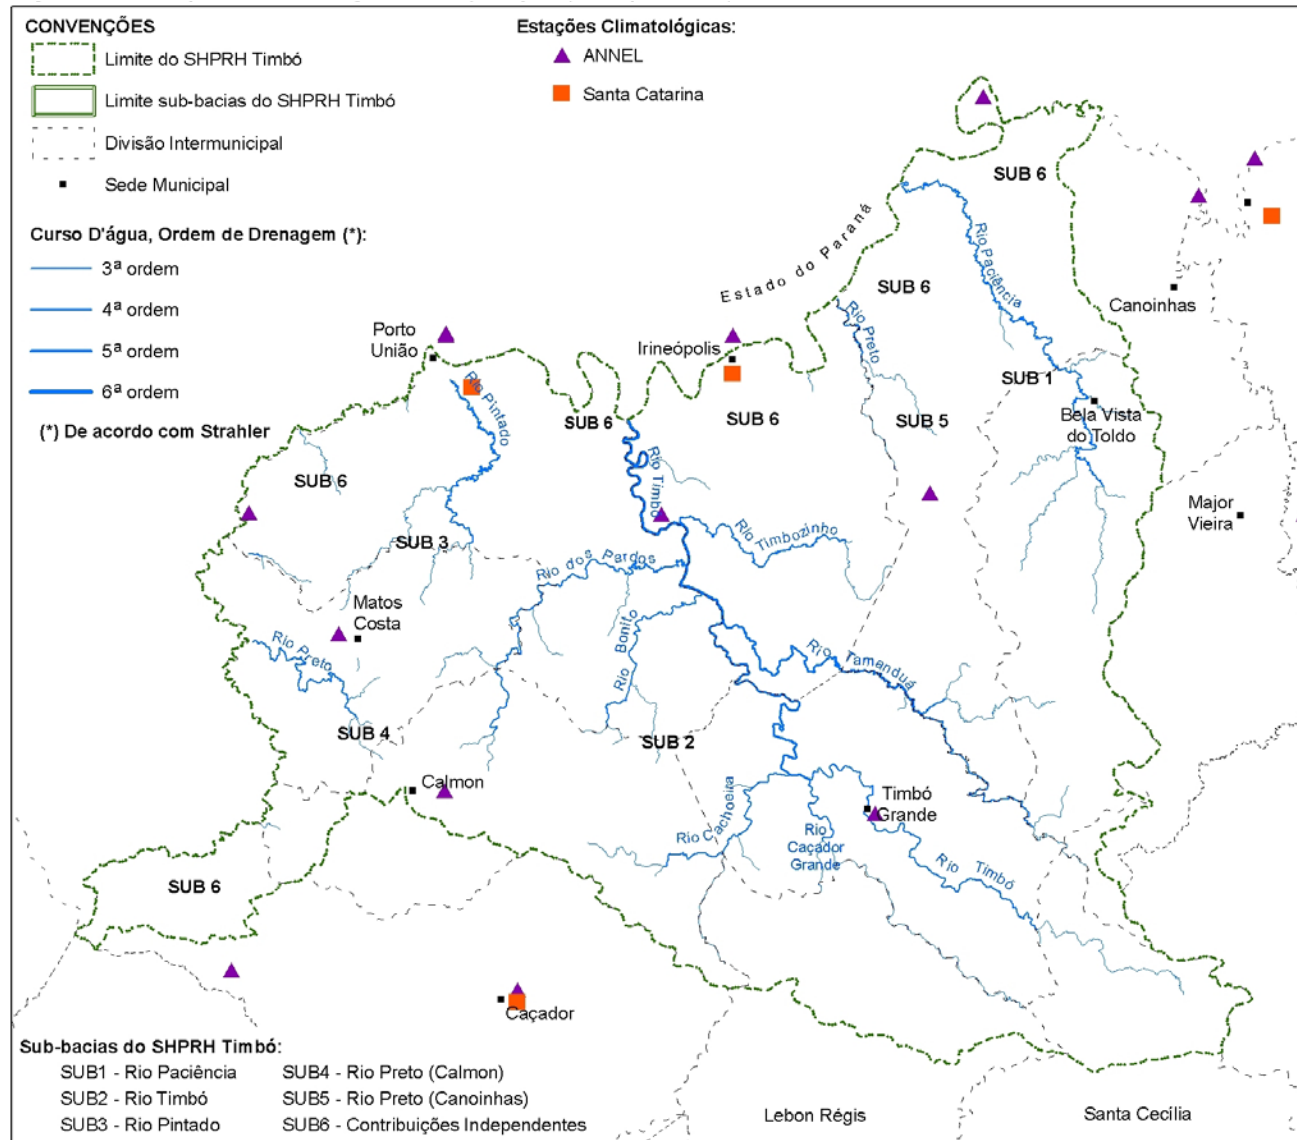 CONVENÇÕES
Limite do SHPRH Timbó
Limite sub-bacias do SHPRH Timbó
Divisão Intermunicipal
Sede Municipal
Curso D'água, Ordem de Drenagem (*):
3ª ordem
4ª ordem
5ª ordem
6ª ordem
(*) De acordo com Strahler
Estações Climatológicas:
ANNEL
Santa Catarina
SUB 6
Estado do Paraná
Rio Paciência
SUB 6
Canoinhas
Porto
União
Irineópolis
Rio Preto
Rio Pintado
SUB 1
SUB 6
SUB 6
SUB 5
Bela Vista
do Toldo
SUB 6
Rio Timbó
Major
Vieira
SUB 3
Rio Timbozinho
Rio dos Pardos
Matos
Costa
Rio Bonito
Rio Preto
Rio Tamanduá
SUB 4
SUB 2
Calmon
Timbó
Grande
Rio Cachoeira
Rio
Caçador
Grande
Rio Timbó
SUB 6
Caçador
Sub-bacias do SHPRH Timbó:
SUB1 - Rio Paciência
SUB2 - Rio Timbó
SUB3 - Rio Pintado
SUB4 - Rio Preto (Calmon)
SUB5 - Rio Preto (Canoinhas)
SUB6 - Contribuições Independentes
Lebon Régis
Santa Cecília